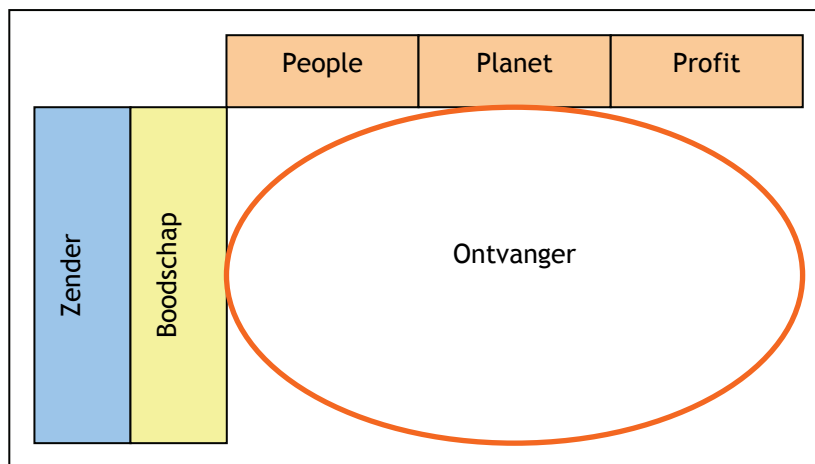 People
Planet
Profit
Zender
Boodschap
Ontvanger